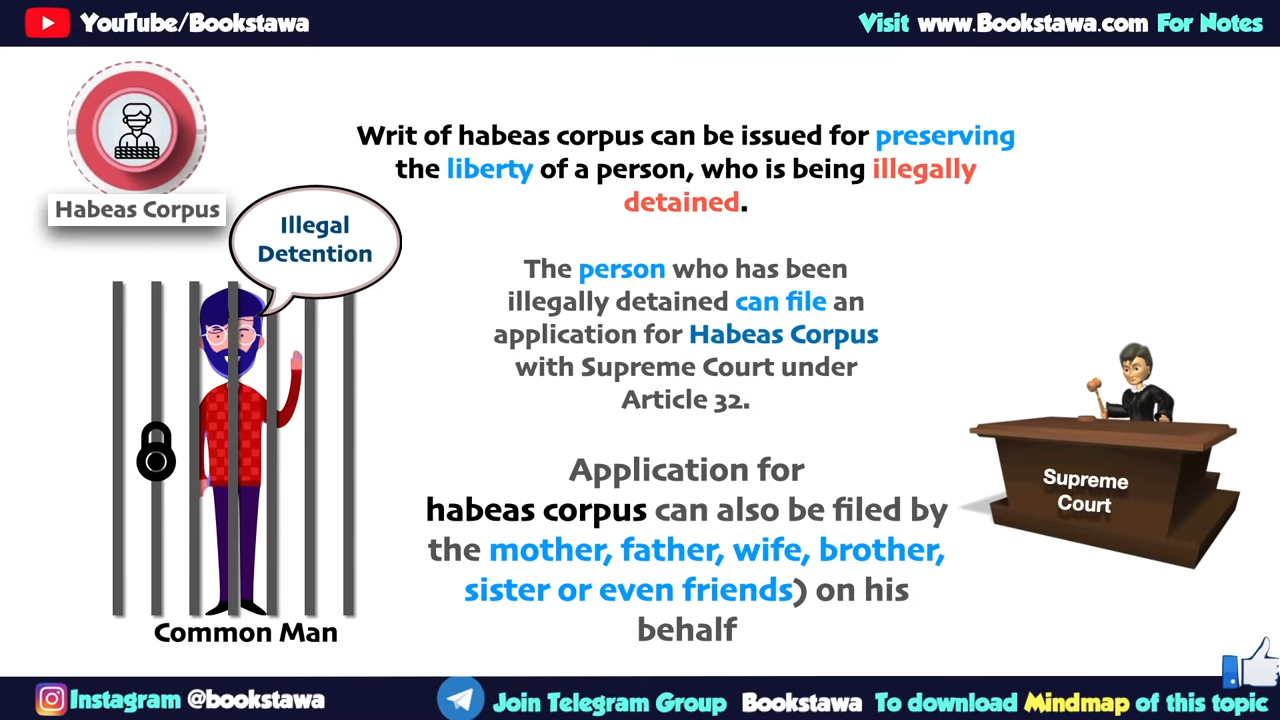 YouTube/Bookstawa
Visit www.Bookstawa.com For Notes
Habeas Corpus
Writ of habeas corpus can be issued for preserving
the liberty of a person, who is being illegally
detained.
Illegal
Detention
The person who has been
illegally detained can file an
application for Habeas Corpus
with Supreme Court under
Article 32.
Supreme
Court
Application for
habeas corpus can also be filed by
the mother, father, wife, brother,
sister or even friends) on his
behalf
Common Man
Instagram @bookstawa
Join Telegram Group Bookstawa To download Mindmap of this topic